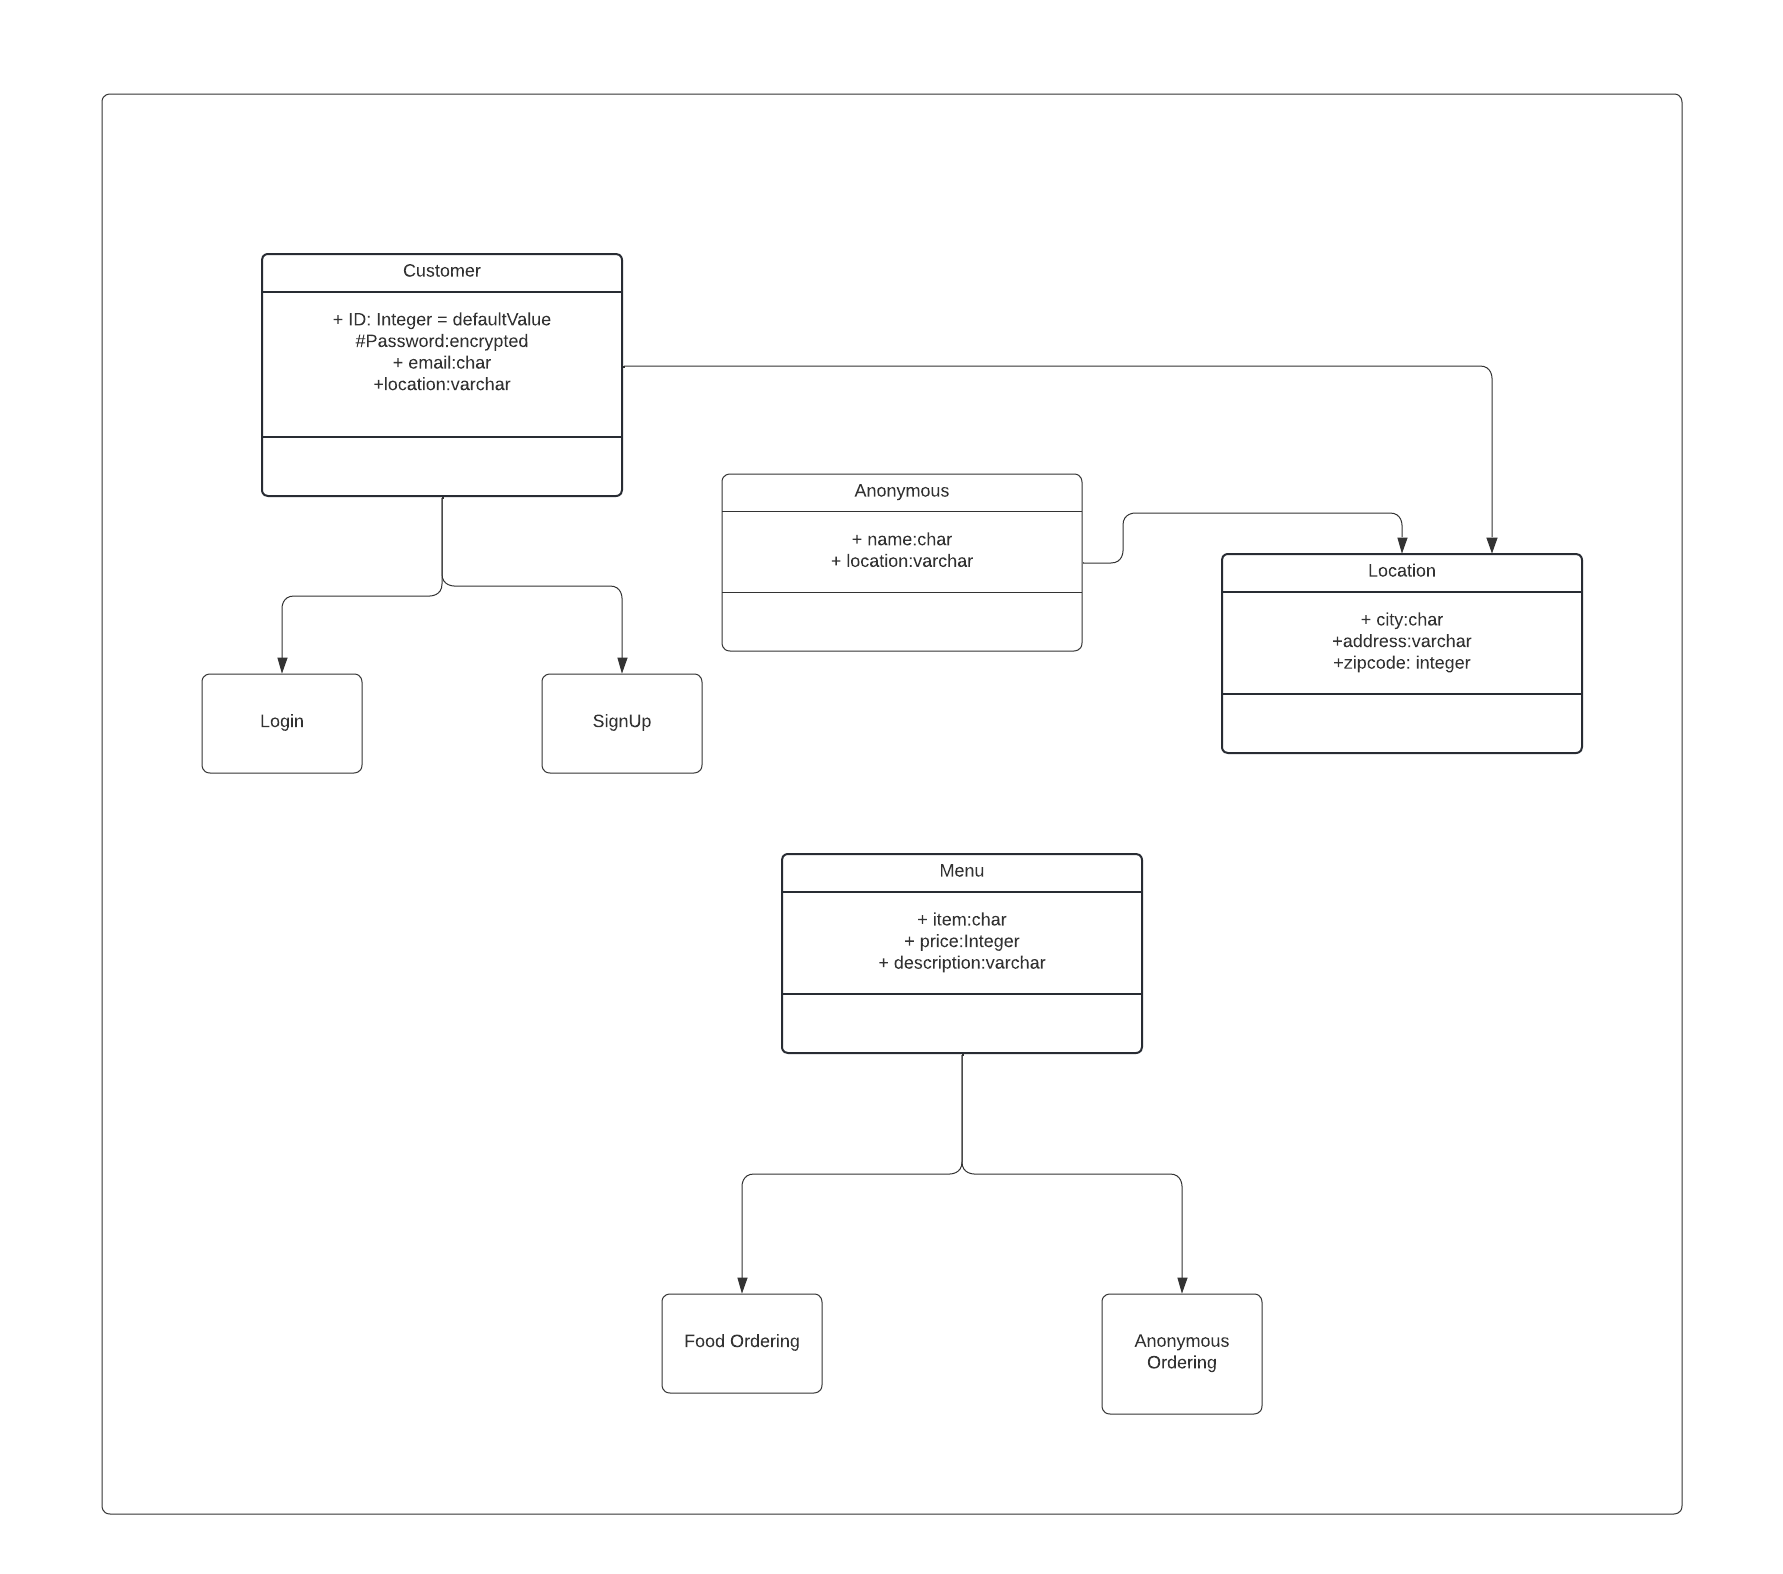 Customer
+ ID: Integer = defaultValue
#Password:encrypted
+ email:char
+location:varchar
Anonymous
+ name:char
+ location:varchar
Location
+ city:char
+address:varchar
+zipcode: integer
Login
SignUp
Menu
+ item:char
+ price:Integer
+ description:varchar
Food Ordering
Anonymous
Ordering